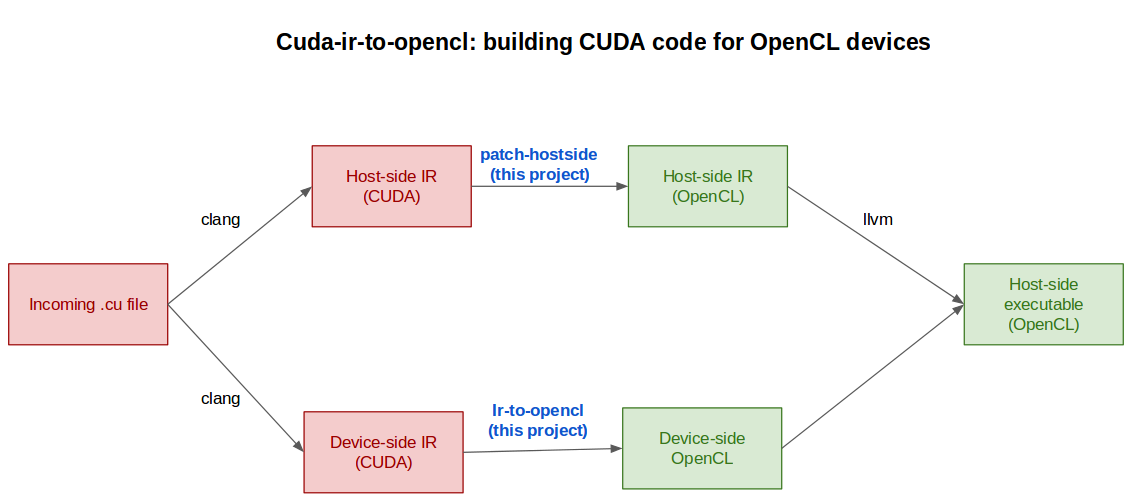 Cuda-ir-to-opencl: building CUDA code for OpenCL devices
patch-hostside
(this project)
Host-side IR
(CUDA)
Host-side IR
(OpenCL)
clang
llvm
Incoming .cu file
Host-side
executable
(OpenCL)
clang
Ir-to-opencl
(this project)
Device-side IR
(CUDA)
Device-side
OpenCL